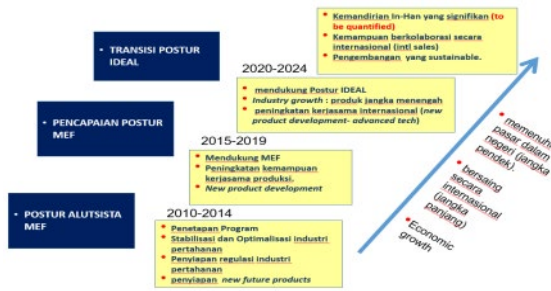 • TRANSISI POSTUR
IDEAL
• Kemandirian In-Han yang signifikan (to
be quantified)
• Kemampuan berkolaborasi secara
internasional (intl sales)
• Pengembangan yang sustainable.
2020-2024
• mendukung Postur IDEAL
• Industry growth : produk jangka menengah
• peningkatan kerjasama internasional (new
product development- advanced tech)
• PENCAPAIAN POSTUR
MEF
2015-2019
• Mendukung MEF
• Peningkatan kemampuan
kerjasama produksi.
• New product development
• POSTUR ALUTSISTA
MEF
2010-2014
• Penetapan Program
• Stabilisasi dan Optimalisasi industri
pertahanan
• Penyiapan regulasi industri
pertahanan
• penyiapan new future products
• memenuhi
pasar dalam
negeri (jangka
pendek).
• bersaing
secara
internasional
(jangka
panjang)
• Economic
growth